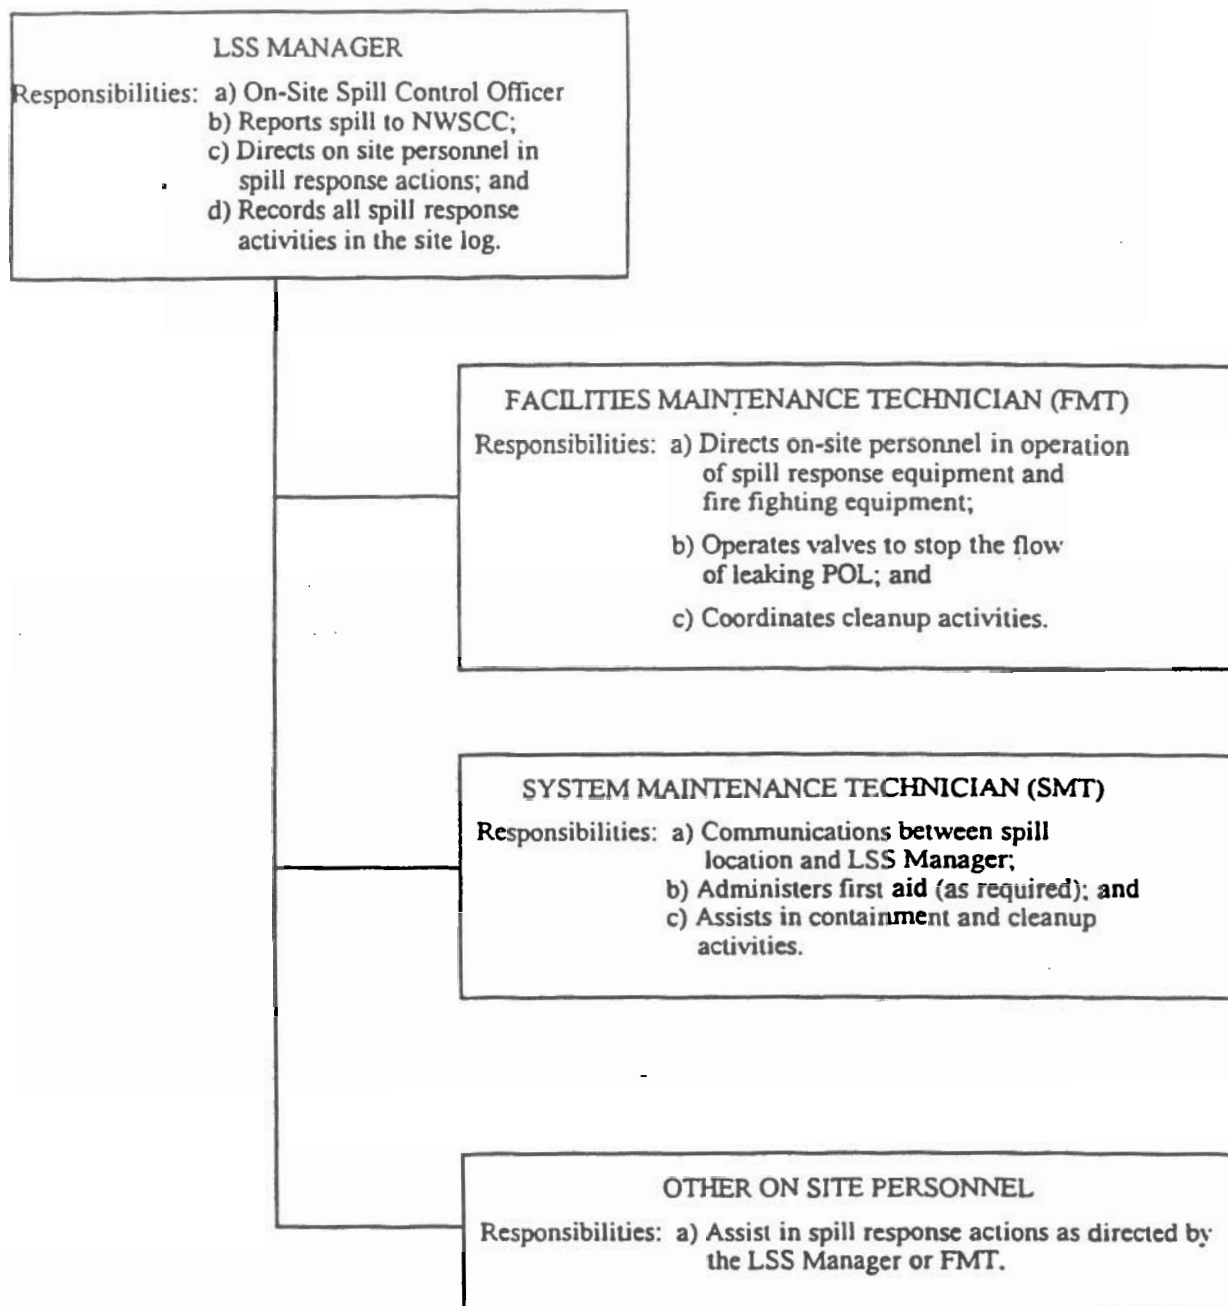 LSS MANAGER
Responsibilities: a) On-Site Spill Control Officer
b) Reports spill to NWSCC;
c) Directs on site personnel in
spill response actions; and
d) Records all spill response
activities in the site log.
FACILITIES MAINTENANCE TECHNICIAN (FMT)
Responsibilities: a) Directs on-site personnel in operation
of spill response equipment and
fire fighting equipment;
b) Operates valves to stop the flow
of leaking POL; and
c) Coordinates cleanup activities.
SYSTEM MAINTENANCE TECHNICIAN (SMT)
Responsibilities: a) Communications between spill
location and LSS Manager;
b) Administers first aid (as required); and
c) Assists in containment and cleanup
activities.
OTHER ON SITE PERSONNEL
Responsibilities: a) Assist in spill response actions as directed by
the LSS Manager or FMT.